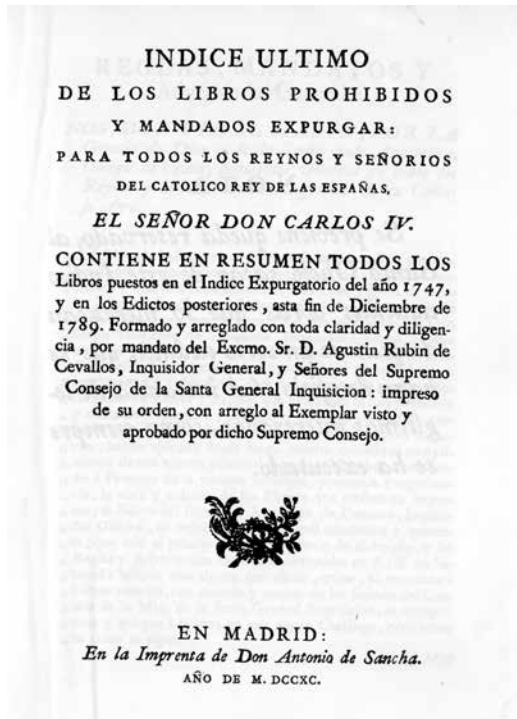 INDICE ULTIMO
DE LOS LIBROS PROHIBIDOS
Y MANDADOS EXPURGAR:
PARA TODOS LOS REYNOS Y SEÑORIOS
DEL CATOLICO REY DE LAS ESPAÑAS,
EL SEÑOR DON CARLOS IV.
CONTIENE EN RESUMEN TODOS LOS
Libros puestos en el Indice Expurgatorio del año 1747,
y en los Edictos posteriores, asta fin de Diciembre de
1789. Formado y arreglado con toda claridad y diligen-
cia, por mandato del Excmo. Sr. D. Agustin Rubin de
Cevallos, Inquisidor General, y Señores del Supremo
Consejo de la Santa General Inquisicion: impreso
de su orden, con arreglo al Exemplar visto y
aprobado por dicho Supremo Consejo.
EN MADRID:
En la Imprenta de Don Antonio de Sancha.
AÑO DE M. DCCXC.